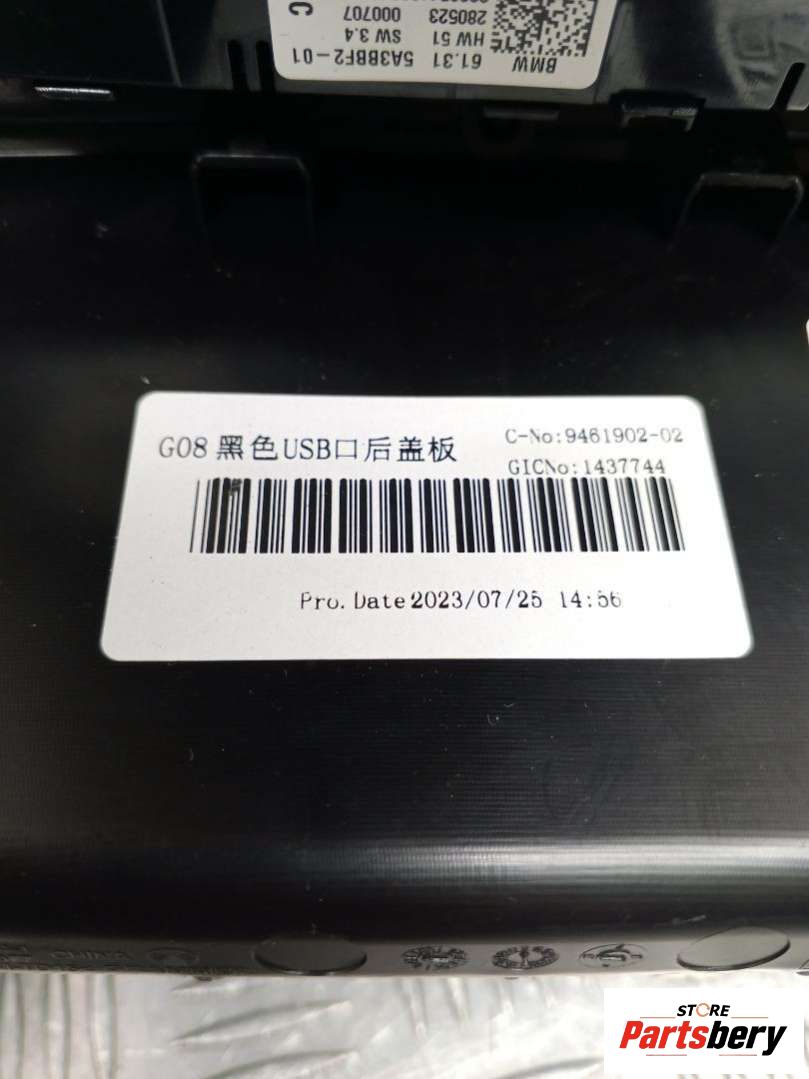 BMW
61.31 5A3BBF2-01
HW 51 SW 3.4
280523 000707
C
G08 黑色USB口后盖板
C-No:9461902-02
GICNo:1437744
Pro. Date 2023/07/25 14:56
STORE
Partsbery